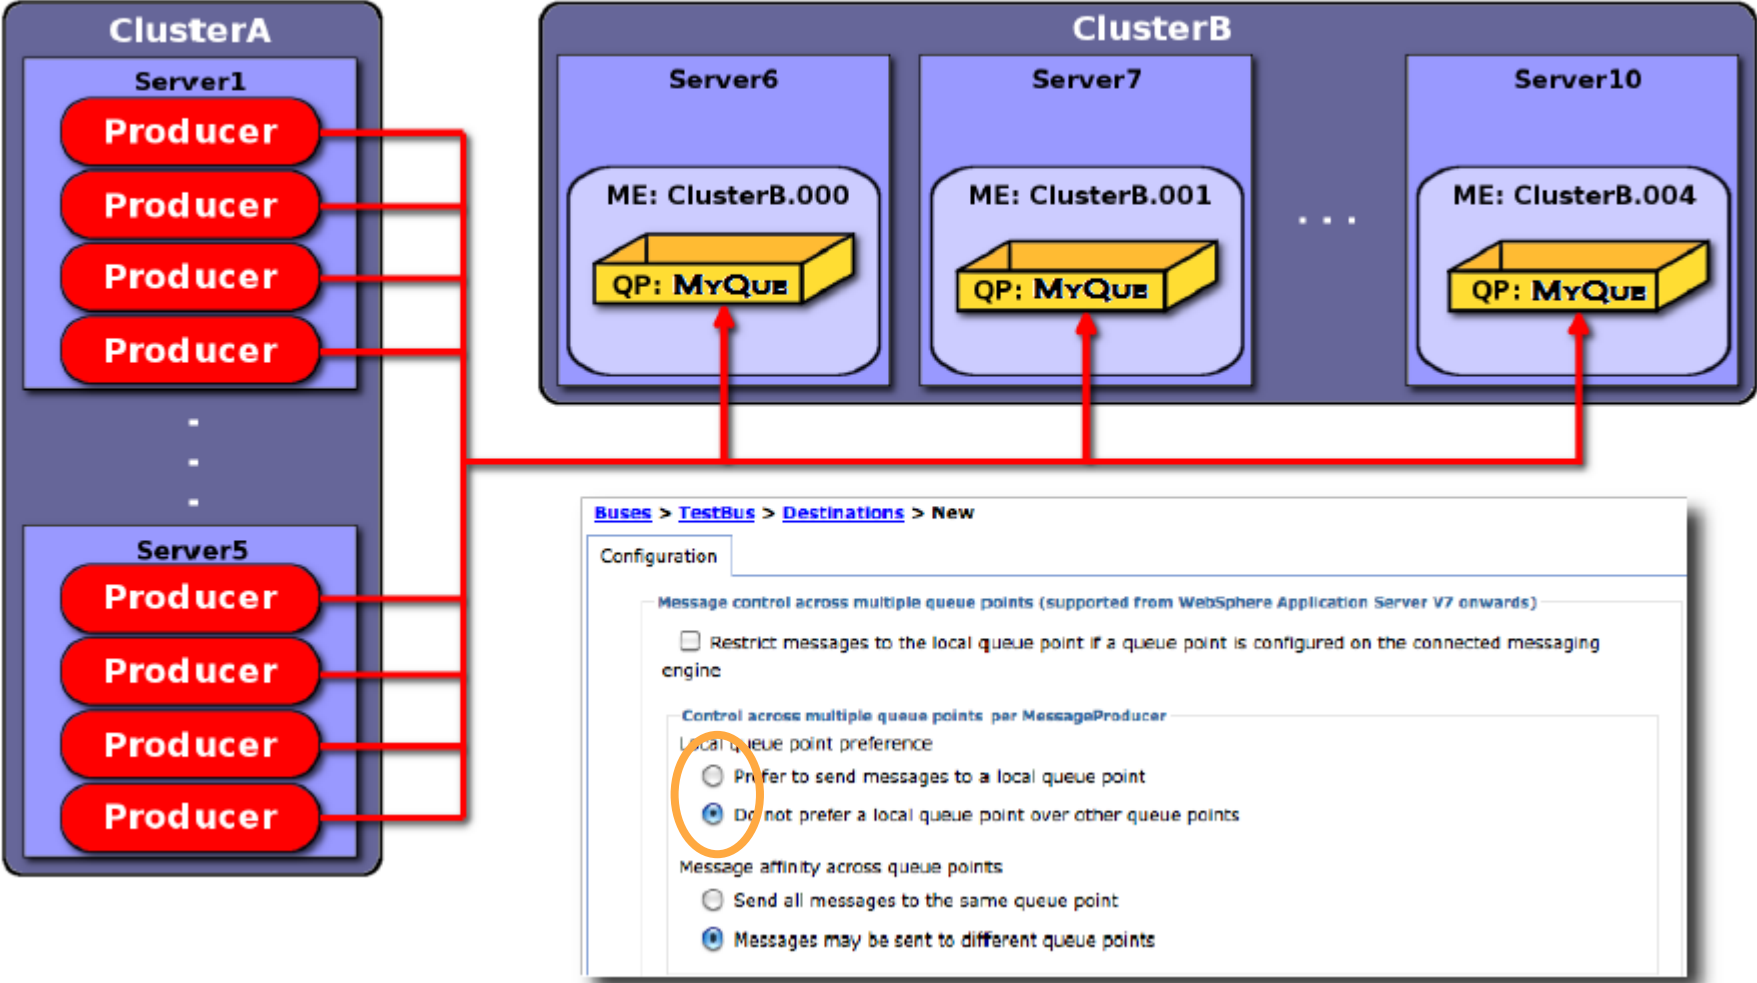 ClusterA
Server1
Producer
Producer
Producer
Producer
Server5
Producer
Producer
Producer
Producer
ClusterB
Server6
ME: ClusterB.000
QP: MyQue
Server7
ME: ClusterB.001
QP: MyQue
. . .
Server10
ME: ClusterB.004
QP: MyQue
Buses > TestBus > Destinations > New
Configuration
Message control across multiple queue points (supported from WebSphere Application Server V7 onwards)
Restrict messages to the local queue point if a queue point is configured on the connected messaging
engine
Control across multiple queue points per MessageProducer
Local queue point preference
Prefer to send messages to a local queue point
Do not prefer a local queue point over other queue points
Message affinity across queue points
Send all messages to the same queue point
Messages may be sent to different queue points